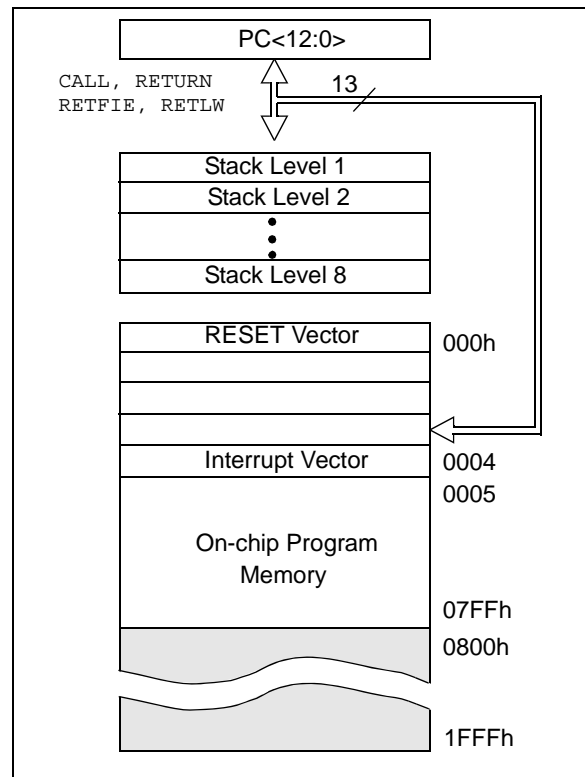 PC<12:0>
CALL, RETURN
RETFIE, RETLW
13
Stack Level 1
Stack Level 2
Stack Level 8
RESET Vector
000h
Interrupt Vector
0004
0005
On-chip Program
Memory
07FFh
0800h
1FFFh